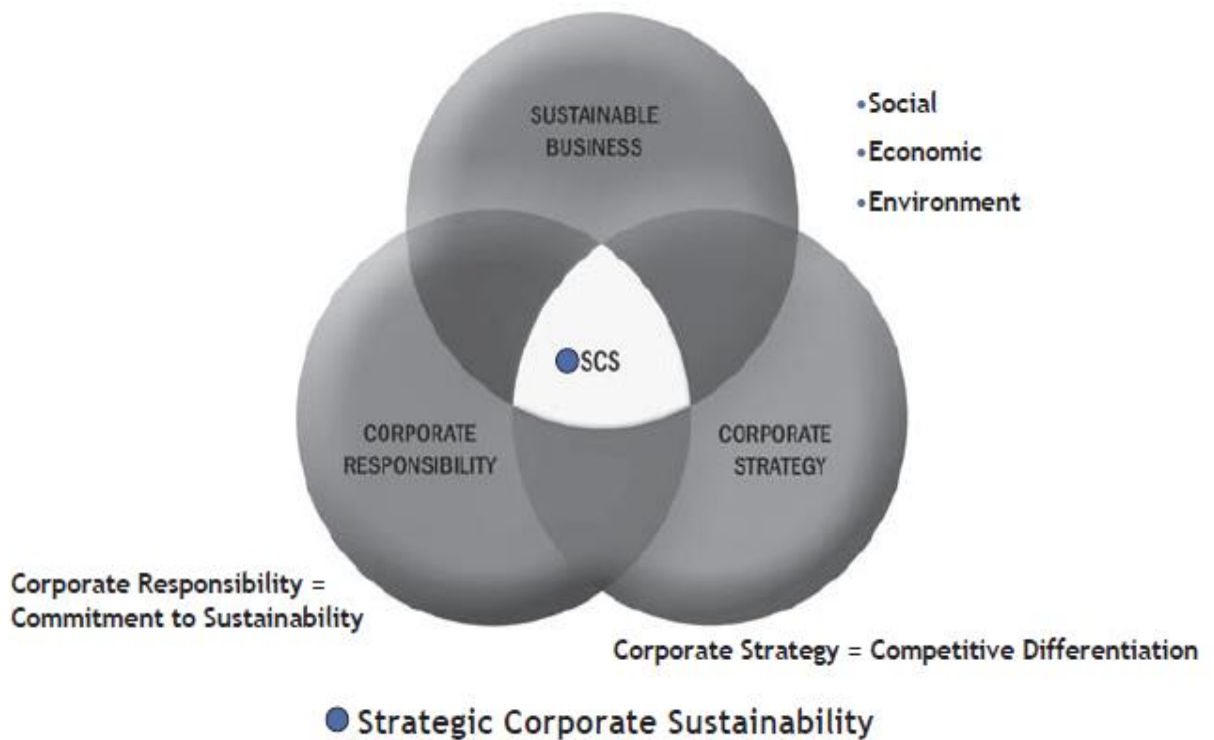 SUSTAINABLE
BUSINESS
•Social
•Economic
•Environment
SCS
CORPORATE
RESPONSIBILITY
CORPORATE
STRATEGY
Corporate Responsibility =
Commitment to Sustainability
Corporate Strategy = Competitive Differentiation
Strategic Corporate Sustainability